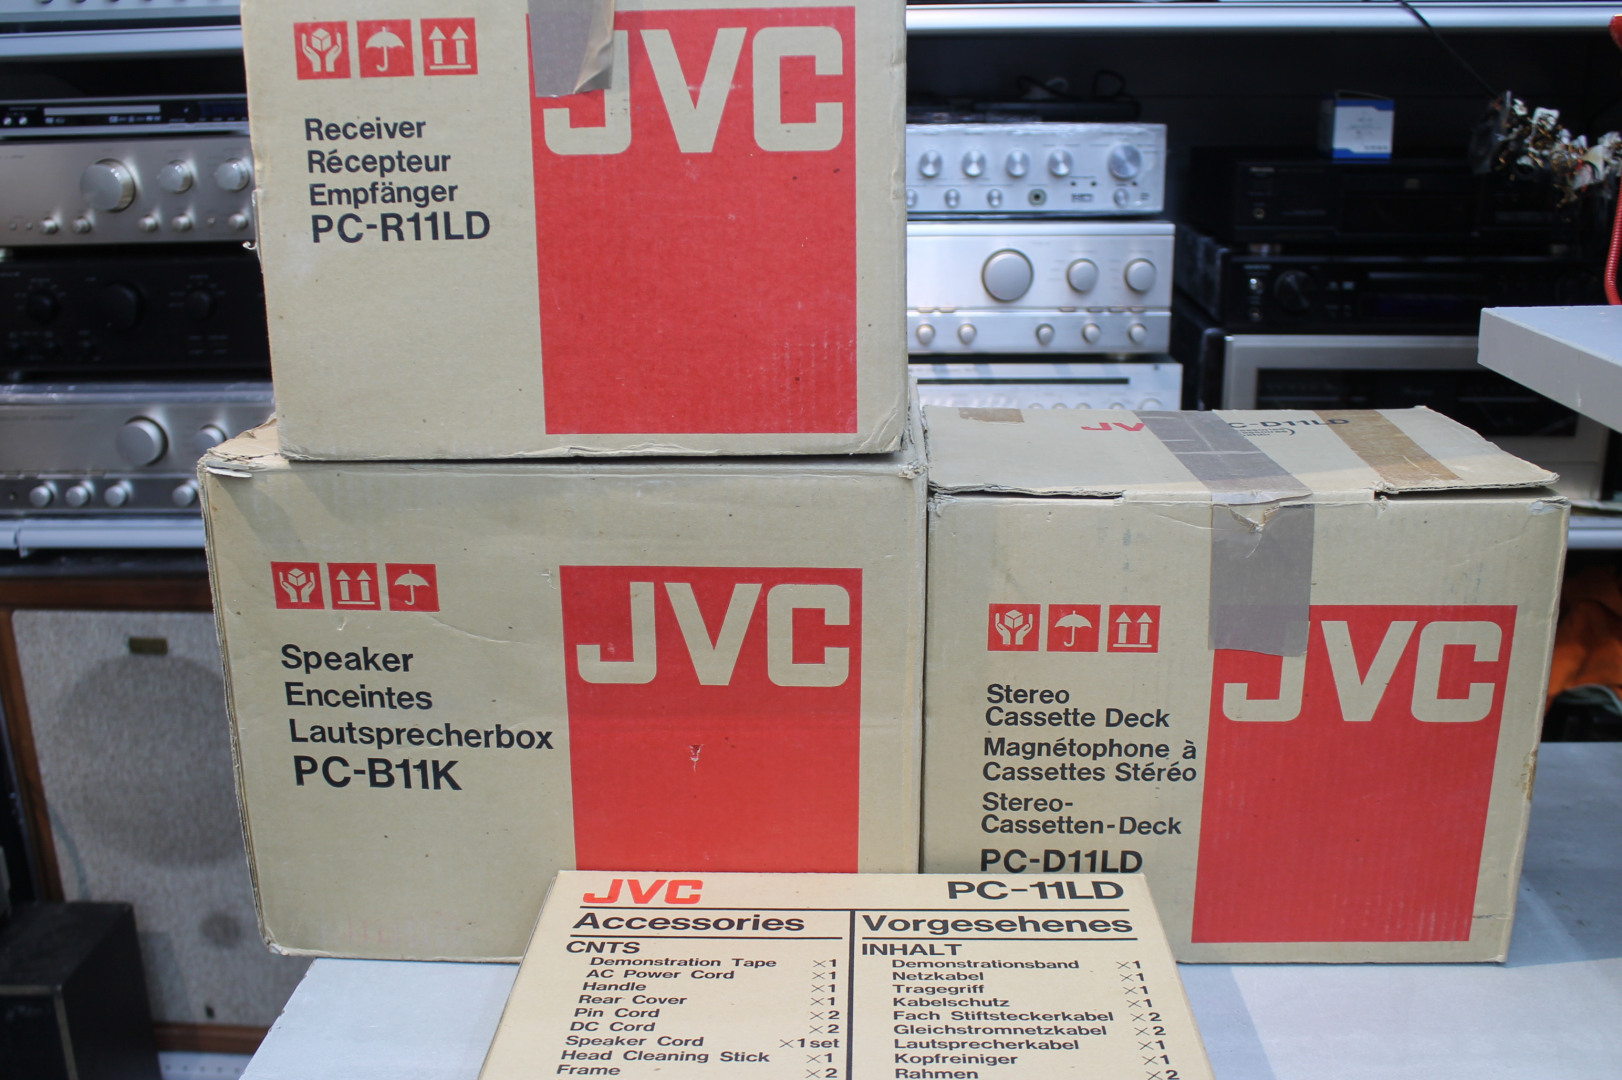 JVC
Receiver
Récepteur
Empfänger
PC-R11LD
JVC
Speaker
Enceintes
Lautsprecherbox
PC-B11K
C-D11LD
JVC
Stereo
Cassette Deck
Magnétophone à
Cassettes Stéréo
Stereo-
Cassetten-Deck
PC-D11LD
JVC PC-11LD
Accessories
CNTS
Demonstration Tape ×1
AC Power Cord ×1
Handle ×1
Rear Cover ×1
Pin Cord ×2
DC Cord ×2
Speaker Cord ×1set
Head Cleaning Stick ×1
Frame ×2
Vorgesehenes
INHALT
Demonstrationsband ×1
Netzkabel ×1
Tragegriff ×1
Kabelschutz ×1
Fach Stiftsteckerkabel ×2
Gleichstromnetzkabel ×2
Lautsprecherkabel ×1
Kopfreiniger ×1
Rahmen ×2